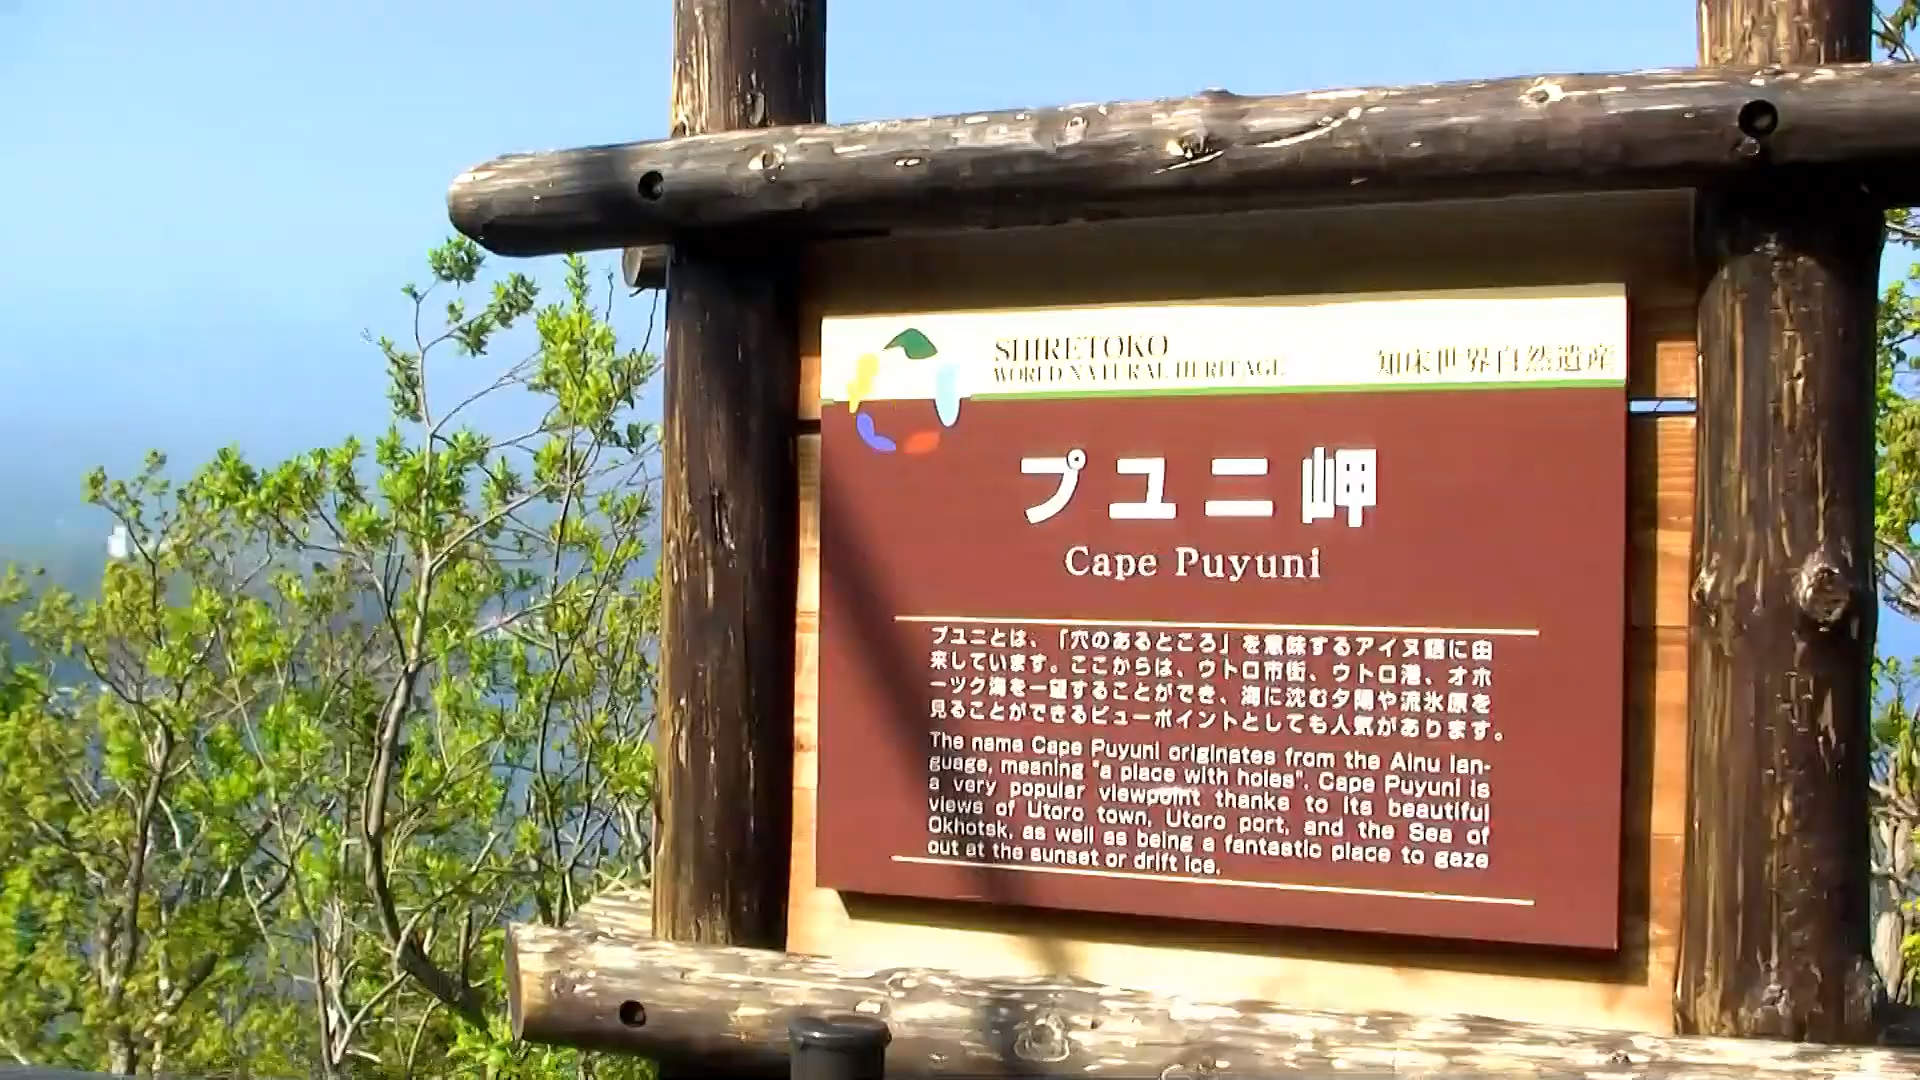 SHIRETOKO
WORLD NATURAL HERITAGE
知床世界自然遺産
プユニ岬
Cape Puyuni
プユニとは、「穴のあるところ」を意味するアイヌ語に由
来しています。ここからは、ウトロ市街、ウトロ港、オホ
ーツク海を一望することができ、海に沈む夕陽や流氷原を
見ることができるビューポイントとしても人気があります。
The name Cape Puyuni originates from the Ainu lan-
guage, meaning "a place with holes". Cape Puyuni is
a very popular viewpoint thanks to its beautiful
views of Utoro town, Utoro port, and the Sea of
Okhotsk, as well as being a fantastic place to gaze
out at the sunset or drift ice.